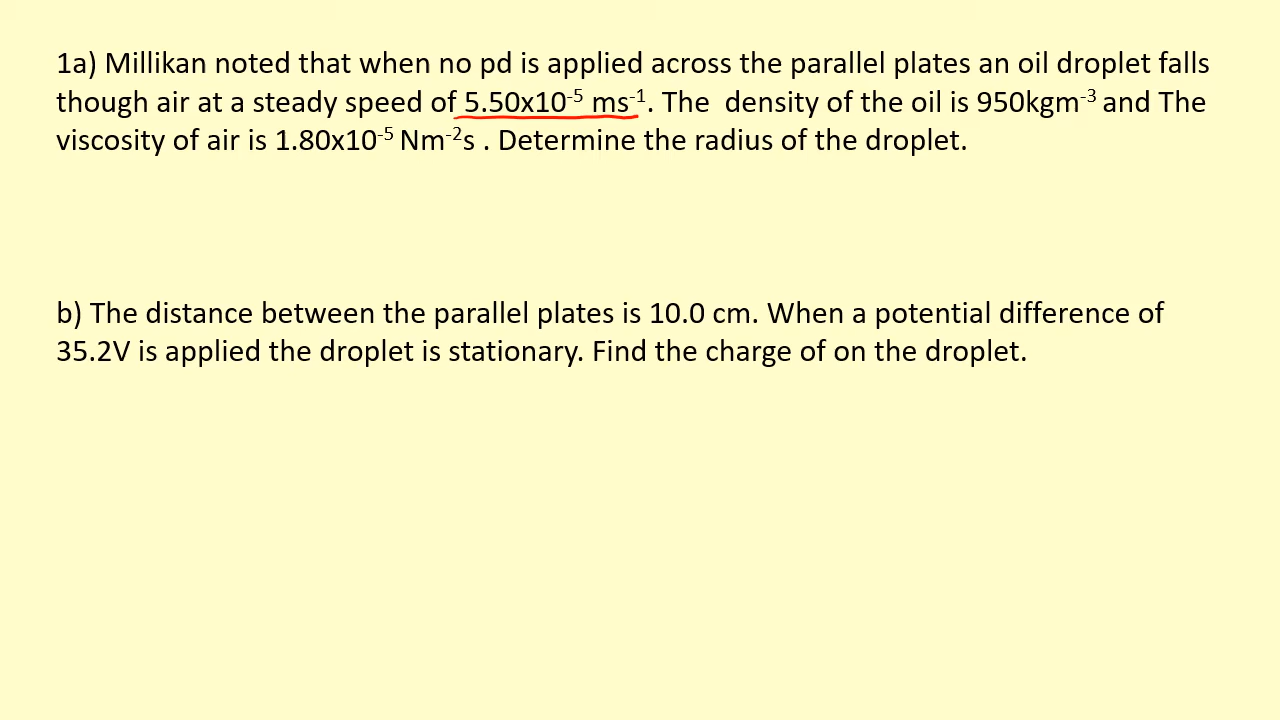 1a) Millikan noted that when no pd is applied across the parallel plates an oil droplet falls
though air at a steady speed of 5.50x10⁻⁵ ms⁻¹. The  density of the oil is 950kgm⁻³ and The
viscosity of air is 1.80x10⁻⁵ Nm⁻²s . Determine the radius of the droplet.
b) The distance between the parallel plates is 10.0 cm. When a potential difference of
35.2V is applied the droplet is stationary. Find the charge of on the droplet.